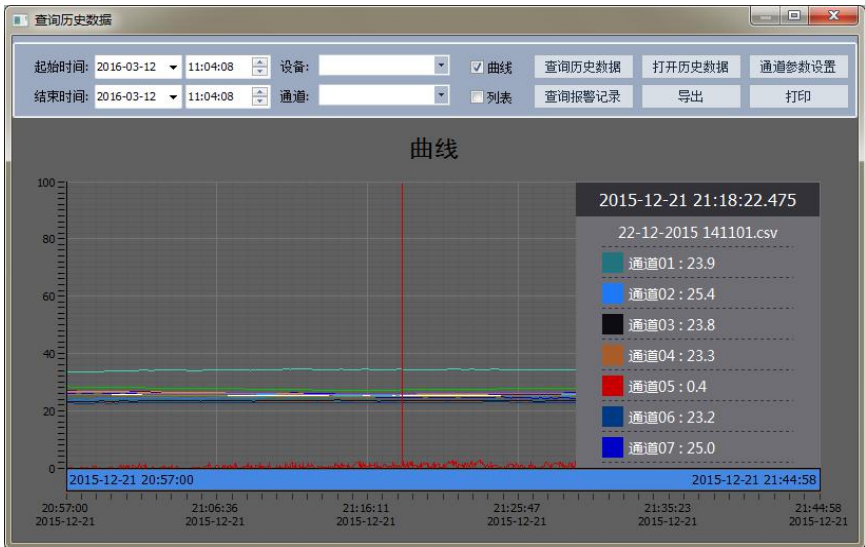 查询历史数据
起始时间: 2016-03-12 11:04:08 设备: 曲线 查询历史数据 打开历史数据 通道参数设置
结束时间: 2016-03-12 11:04:08 通道: 列表 查询报警记录 导出 打印
曲线
100
80
60
40
20
0
2015-12-21 21:18:22.475
22-12-2015 141101.csv
通道01 : 23.9
通道02 : 25.4
通道03 : 23.8
通道04 : 23.3
通道05 : 0.4
通道06 : 23.2
通道07 : 25.0
2015-12-21 20:57:00 2015-12-21 21:44:58
20:57:00 21:06:36 21:16:11 21:25:47 21:35:23 21:44:58
2015-12-21 2015-12-21 2015-12-21 2015-12-21 2015-12-21 2015-12-21